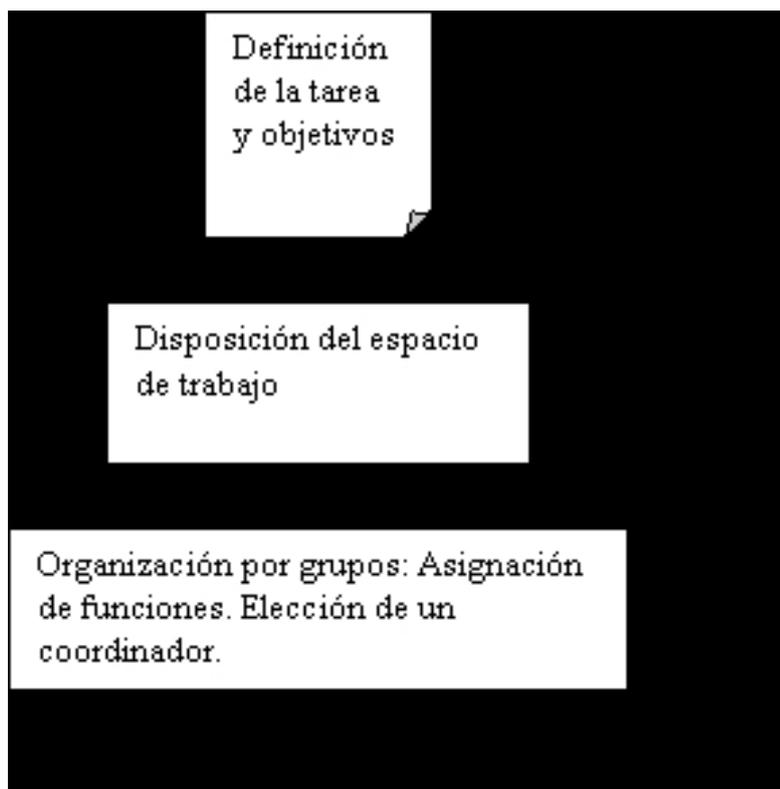 Definición
de la tarea
y objetivos
Disposición del espacio
de trabajo
Organización por grupos: Asignación
de funciones. Elección de un
coordinador.